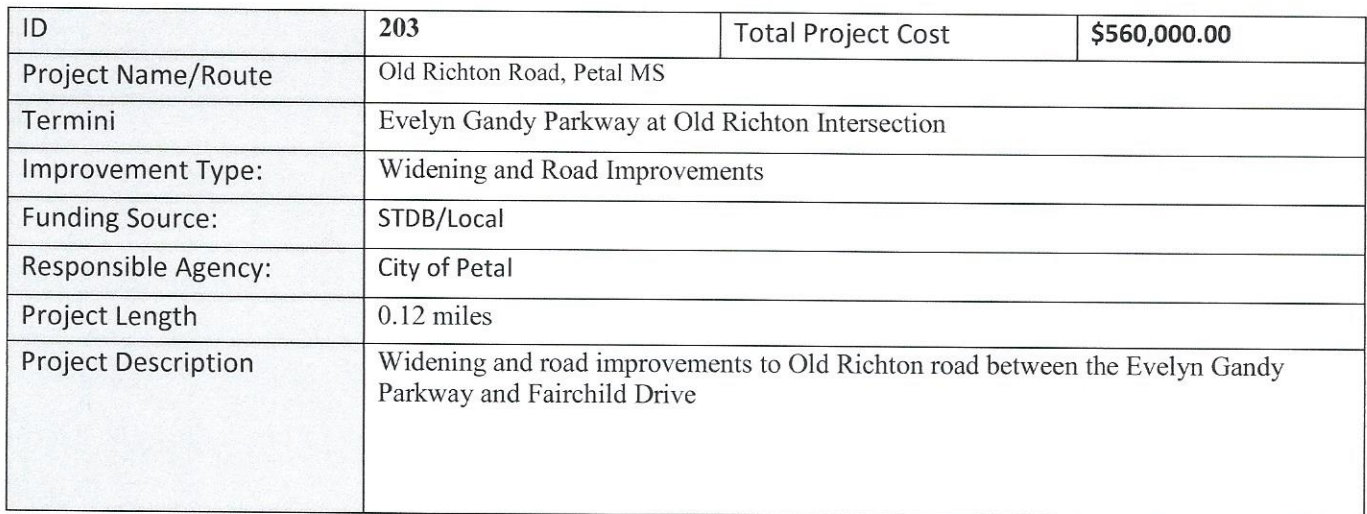 ID 203 Total Project Cost $560,000.00
Project Name/Route Old Richton Road, Petal MS
Termini Evelyn Gandy Parkway at Old Richton Intersection
Improvement Type: Widening and Road Improvements
Funding Source: STDB/Local
Responsible Agency: City of Petal
Project Length 0.12 miles
Project Description Widening and road improvements to Old Richton road between the Evelyn Gandy
Parkway and Fairchild Drive